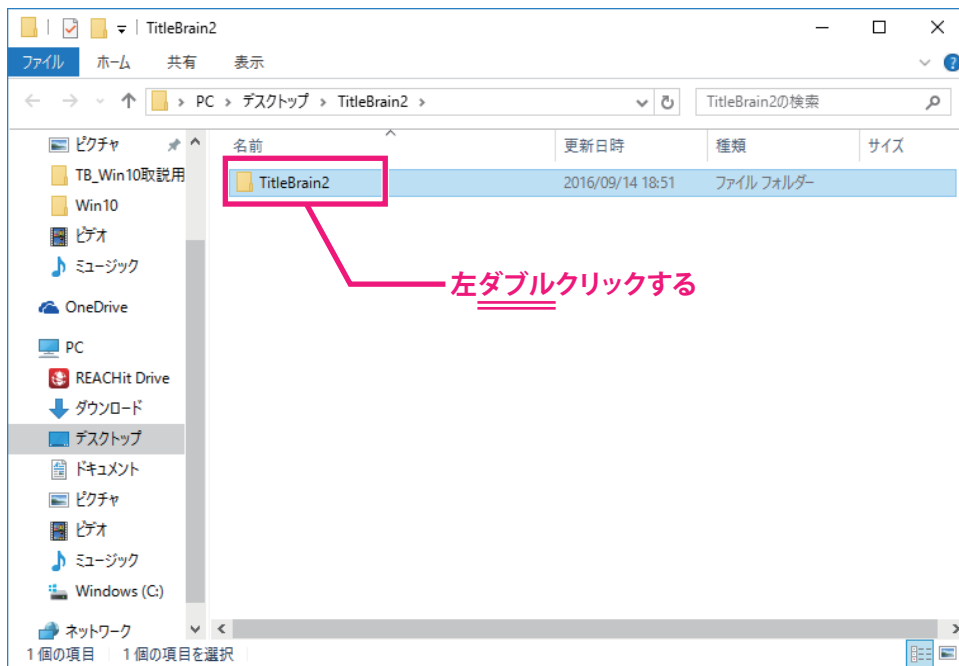 TitleBrain2
ファイル ホーム 共有 表示
PC デスクトップ TitleBrain2 TitleBrain2の検索
ピクチャ
TB_Win10取説用
Win10
ビデオ
ミュージック
OneDrive
PC
REACHit Drive
ダウンロード
デスクトップ
ドキュメント
ピクチャ
ビデオ
ミュージック
Windows (C:)
ネットワーク
名前 更新日時 種類 サイズ
TitleBrain2 2016/09/14 18:51 ファイル フォルダー
左ダブルクリックする
1 個の項目 1 個の項目を選択